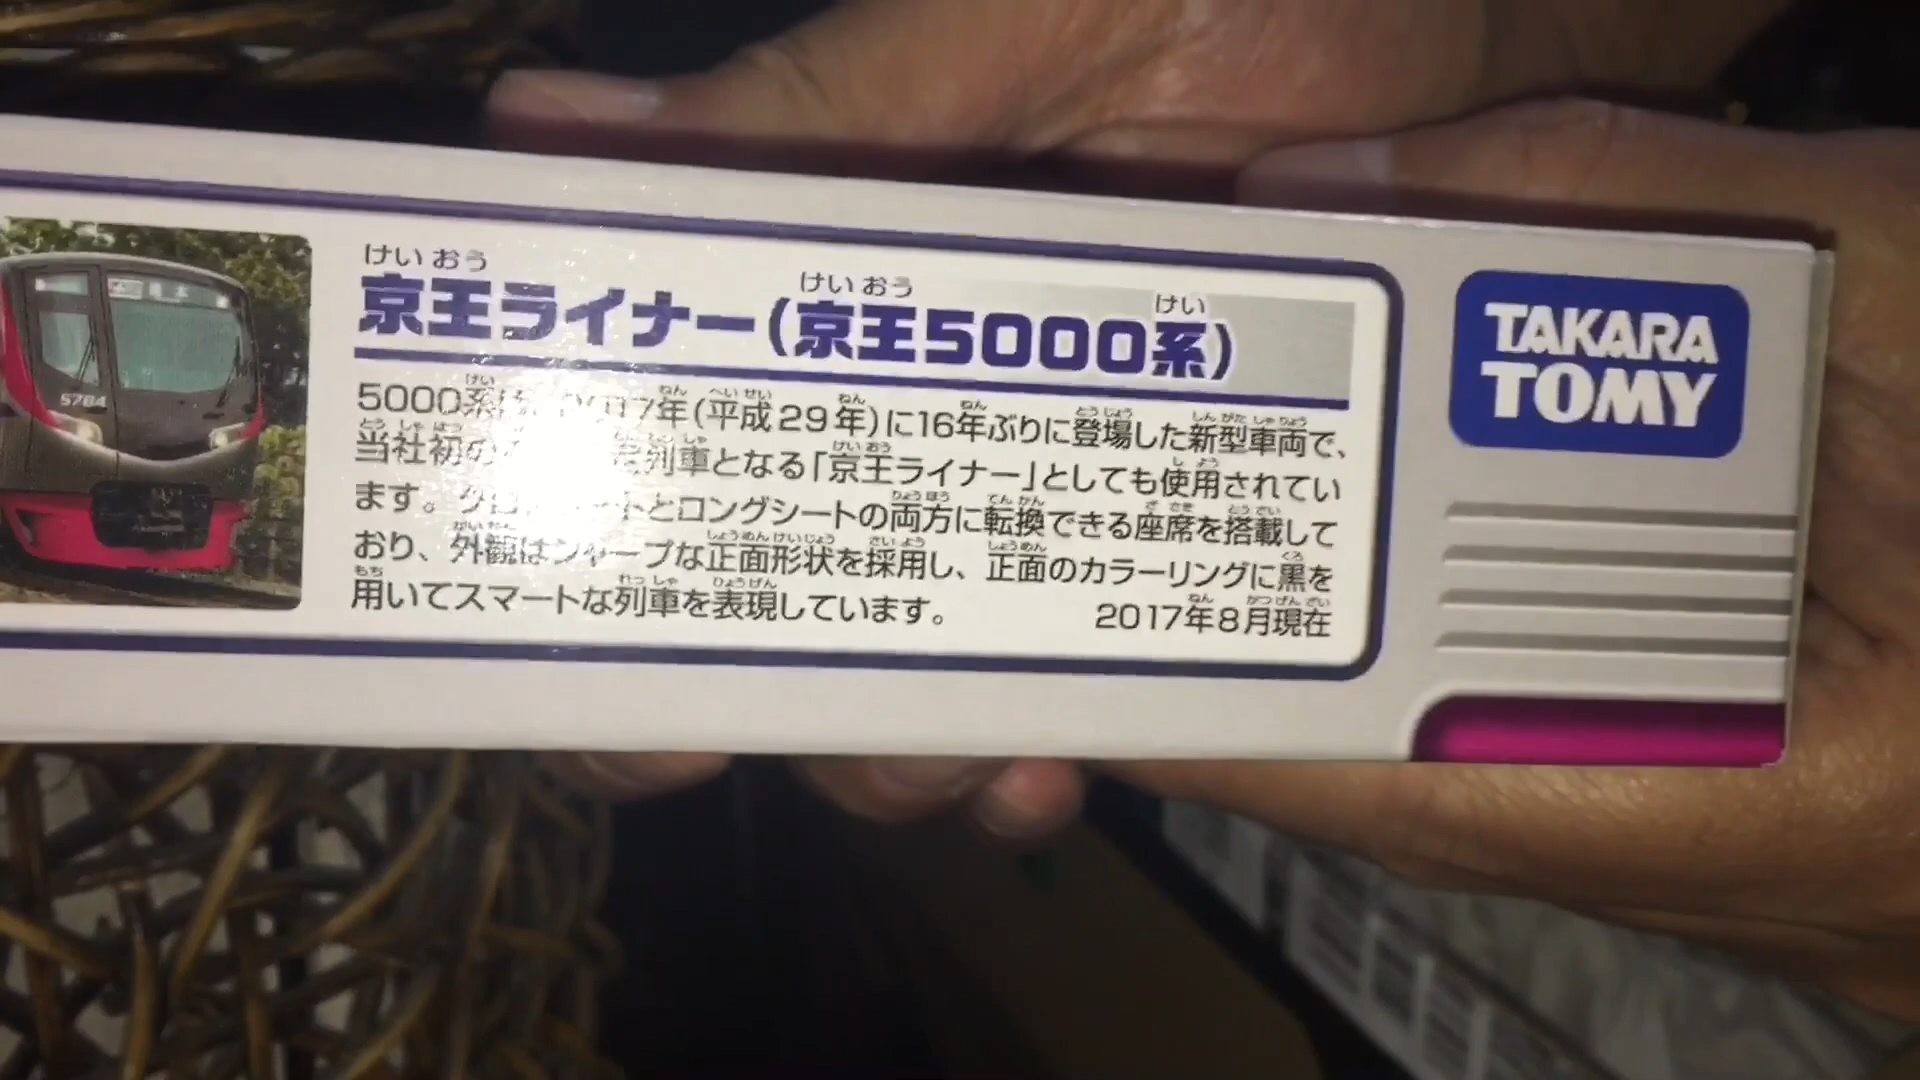 けい おう
京王ライナー(京王5000系)
けい おう
けい
5000系は 17年(平成29年)に16年ぶりに登場した新型車両で、
当社初の 列車となる「京王ライナー」としても使用されてい
ます。 トとロングシートの両方に転換できる座席を搭載して
おり、外観はシャープな正面形状を採用し、正面のカラーリングに黒を
用いてスマートな列車を表現しています。
2017年8月現在
TAKARA
TOMY
5784